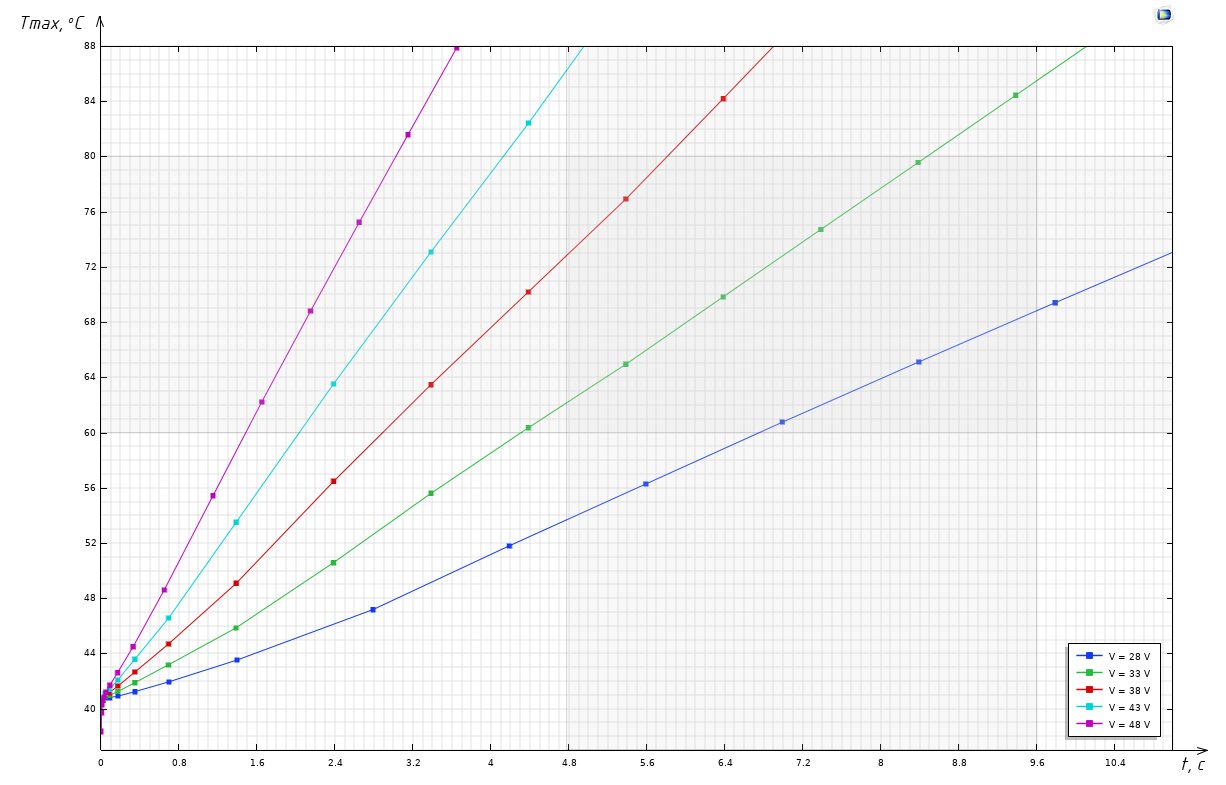 Tmax, °C
88
84
80
76
72
68
64
60
56
52
48
44
40
0 0.8 1.6 2.4 3.2 4 4.8 5.6 6.4 7.2 8 8.8 9.6 10.4
t, c
V = 28 V
V = 33 V
V = 38 V
V = 43 V
V = 48 V